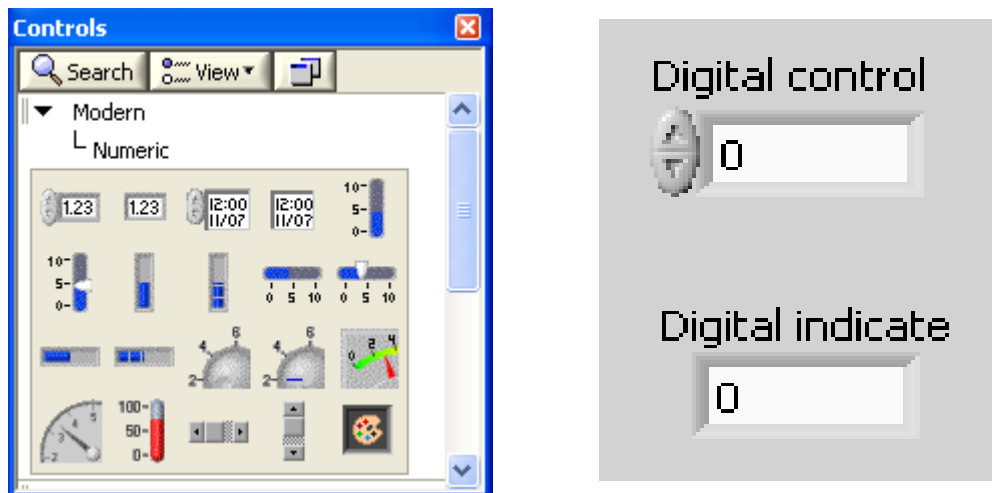 Controls
Search View
Modern
Numeric
1.23 1.23 12:00 11/07 12:00 11/07 10 5 0
10 5 0 0 5 10 0 5 10
2 4 6 2 4 6 0 2 4
2 3 4 5 100 50 0
Digital control
0
Digital indicate
0